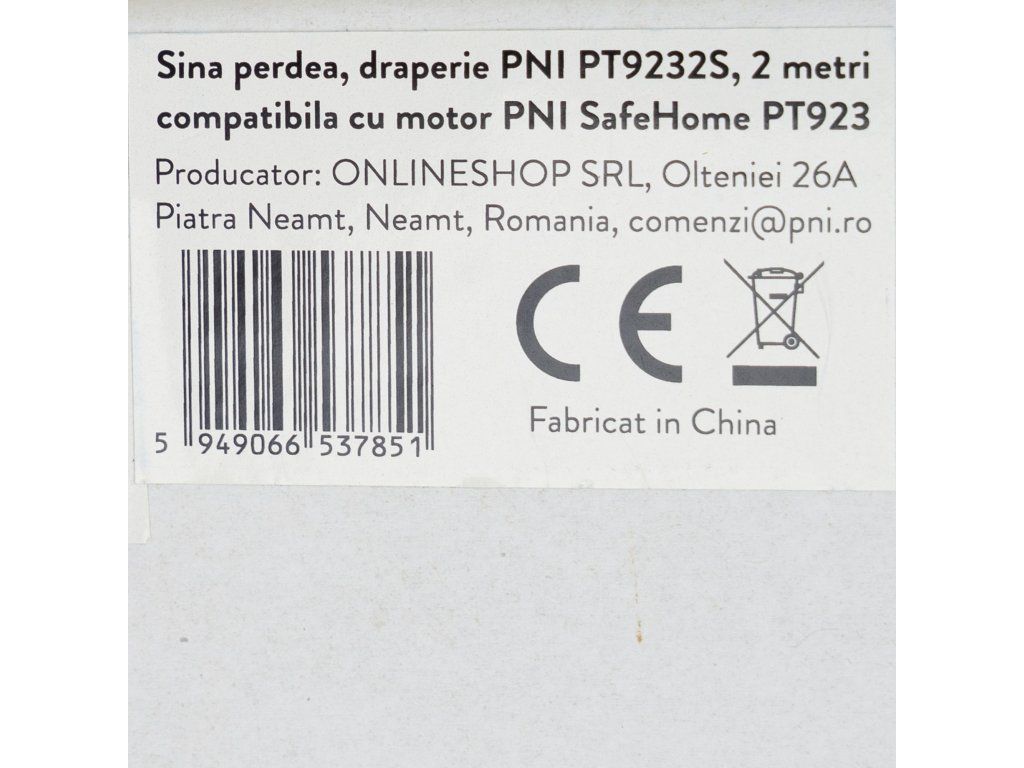 Sina perdea, draperie PNI PT9232S, 2 metri
compatibila cu motor PNI SafeHome PT923
Producator: ONLINESHOP SRL, Olteniei 26A
Piatra Neamt, Neamt, Romania, comenzi@pni.ro
CE
Fabricat in China
5 949066 537851